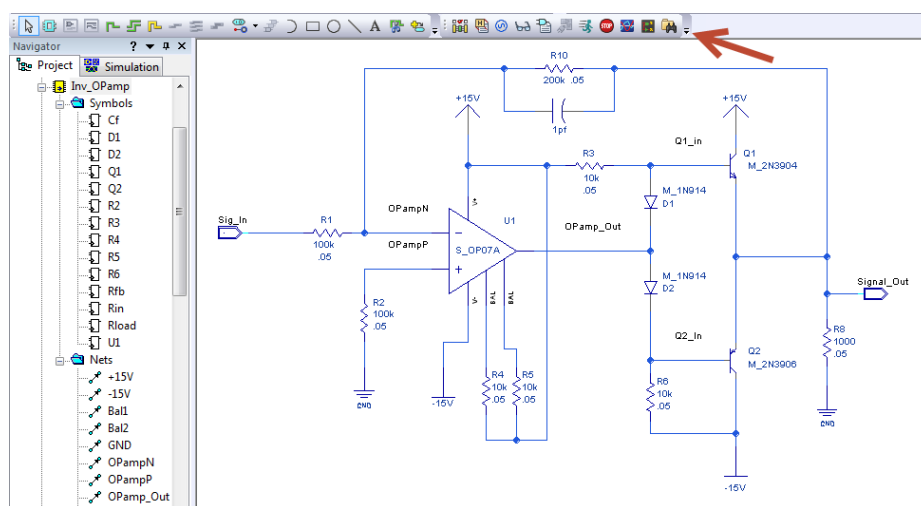 Navigator
Project
Simulation
Inv_OPamp
Symbols
Cf
D1
D2
Q1
Q2
R2
R3
R4
R5
R6
Rfb
Rin
Rload
U1
Nets
+15V
-15V
Bal1
Bal2
GND
OPampN
OPampP
OPamp_Out
R10
200k .05
1pf
+15V
+15V
Q1_in
Q1
M_2N3904
R3
10k
.05
M_1N914
D1
OPampN
U1
V+
OPamp_Out
Sig_In
R1
100k
.05
OPampP
S_OP07A
M_1N914
D2
Signal_Out
V-
BAL
BAL
R2
100k
.05
R8
1000
.05
Q2_In
Q2
M_2N3906
R4
10k
.05
R5
10k
.05
R6
10k
.05
GND
-15V
GND
-15V